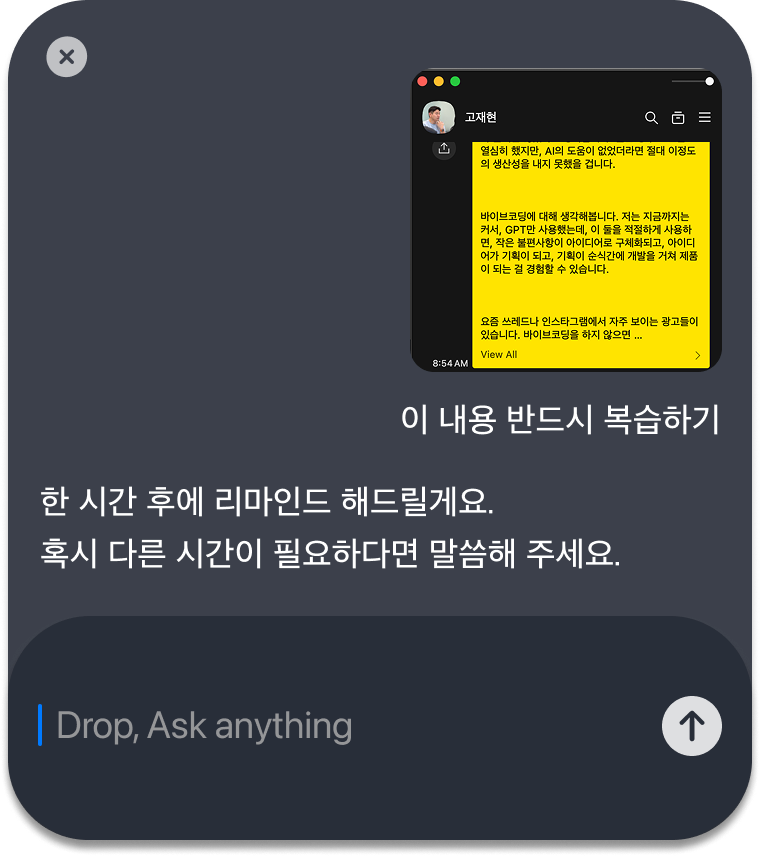 고재현
열심히 했지만, AI의 도움이 없었더라면 절대 이정도
의 생산성을 내지 못했을 겁니다.
바이브코딩에 대해 생각해봅니다. 저는 지금까지는
커서, GPT만 사용했는데, 이 둘을 적절하게 사용하
면, 작은 불편사항이 아이디어로 구체화되고, 아이디
어가 기획이 되고, 기획이 순식간에 개발을 거쳐 제품
이 되는 걸 경험할 수 있습니다.
요즘 쓰레드나 인스타그램에서 자주 보이는 광고들이
있습니다. 바이브코딩을 하지 않으면 ...
View All
8:54 AM
이 내용 반드시 복습하기
한 시간 후에 리마인드 해드릴게요.
혹시 다른 시간이 필요하다면 말씀해 주세요.
Drop, Ask anything